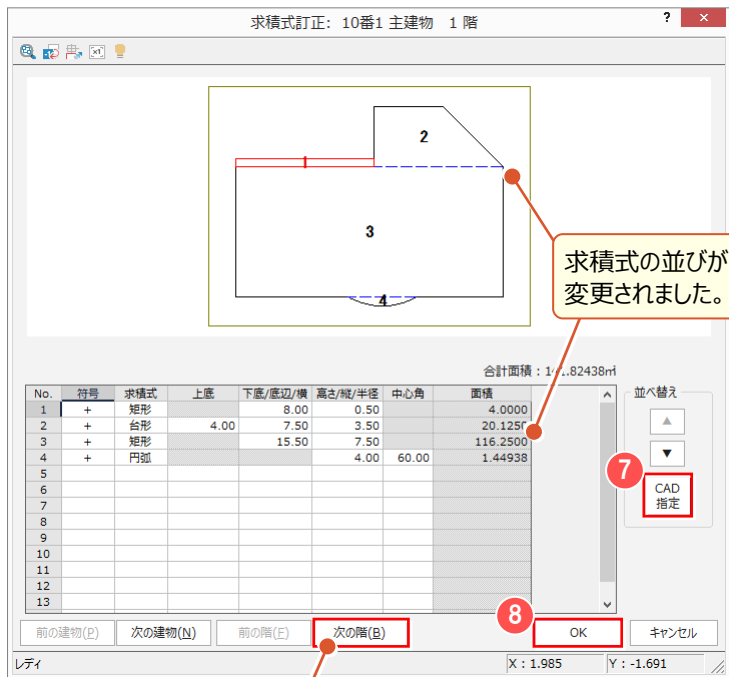 求積式訂正: 10番1 主建物 1 階
? ×
2
1
3
4
求積式の並びが
変更されました。
合計面積 : 141.82438㎡
No. 符号 求積式 上底 下底/底辺/横 高さ/縦/半径 中心角 面積
1 + 矩形 8.00 0.50 4.0000
2 + 台形 4.00 7.50 3.50 20.1250
3 + 矩形 15.50 7.50 116.2500
4 + 円弧 4.00 60.00 1.44938
5
6
7
8
9
10
11
12
13
並べ替え
▲
▼
7
CAD
指定
8
前の建物(P) 次の建物(N) 前の階(F) 次の階(B) OK キャンセル
レディ X : 1.985 Y : -1.691